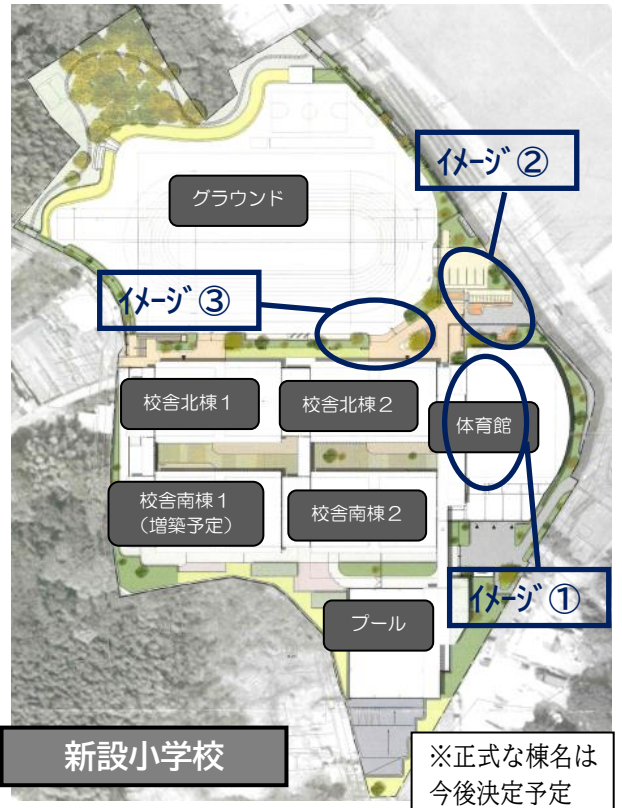 イメージ②
グラウンド
イメージ③
校舎北棟1
校舎北棟2
体育館
校舎南棟1
(増築予定)
校舎南棟2
イメージ①
プール
新設小学校
※正式な棟名は
今後決定予定